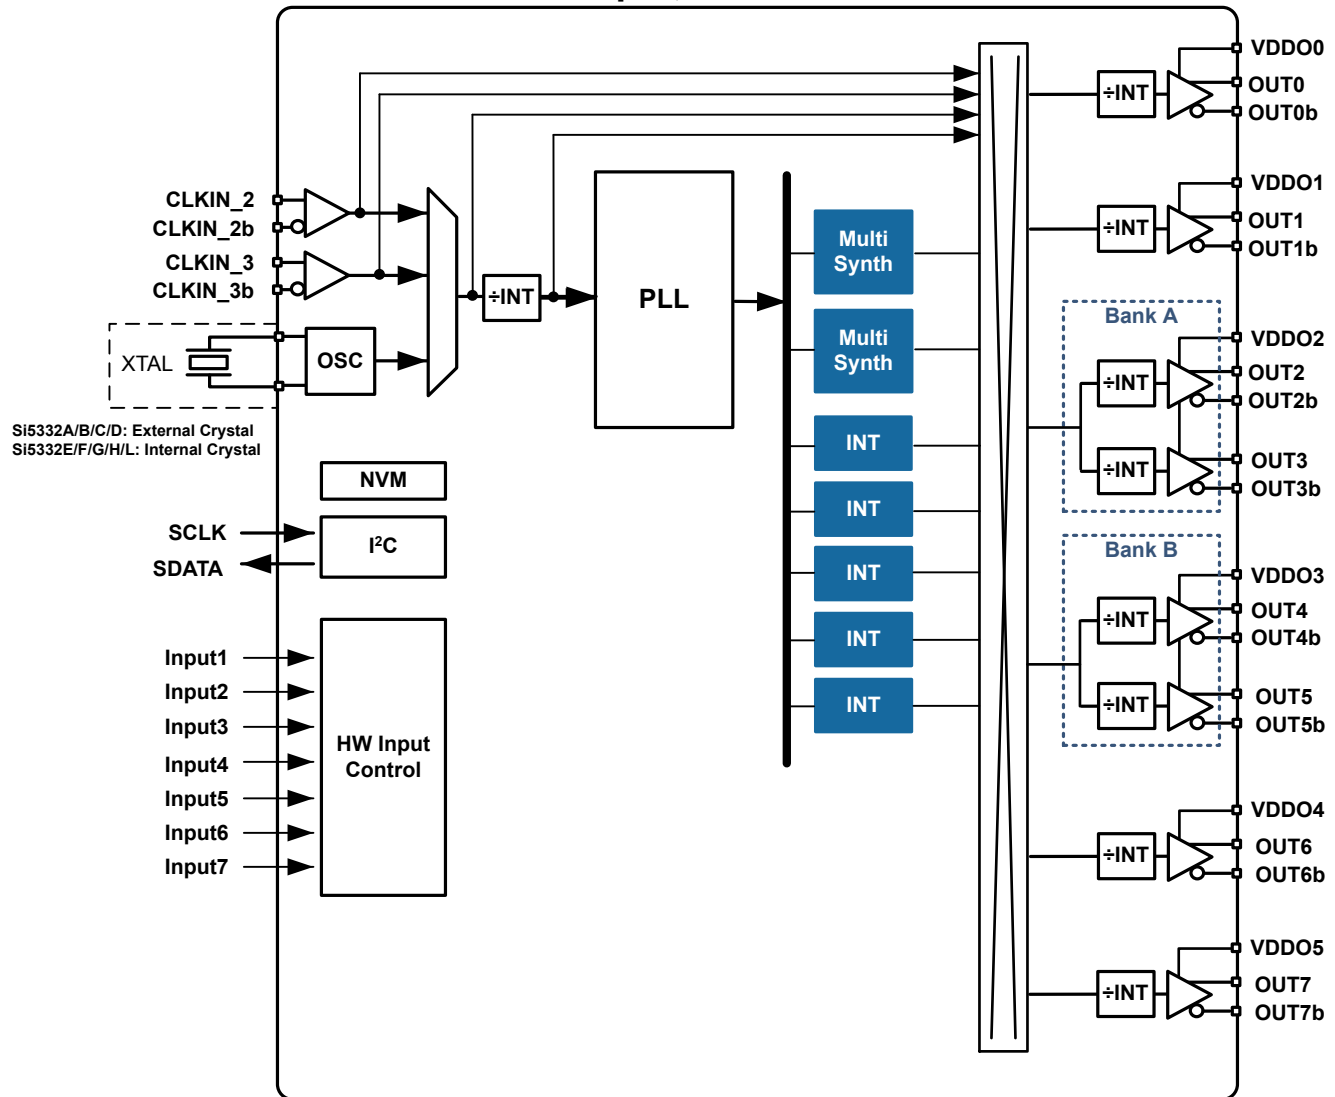 VDDO0
OUT0
OUT0b
÷INT
VDDO1
OUT1
OUT1b
÷INT
CLKIN_2
CLKIN_2b
CLKIN_3
CLKIN_3b
XTAL
OSC
÷INT
PLL
Si5332A/B/C/D: External Crystal
Si5332E/F/G/H/L: Internal Crystal
NVM
SCLK
SDATA
I²C
Input1
Input2
Input3
Input4
Input5
Input6
Input7
HW Input
Control
Multi
Synth
Multi
Synth
INT
INT
INT
INT
INT
Bank A
VDDO2
÷INT
OUT2
OUT2b
÷INT
OUT3
OUT3b
Bank B
VDDO3
÷INT
OUT4
OUT4b
÷INT
OUT5
OUT5b
VDDO4
÷INT
OUT6
OUT6b
VDDO5
÷INT
OUT7
OUT7b